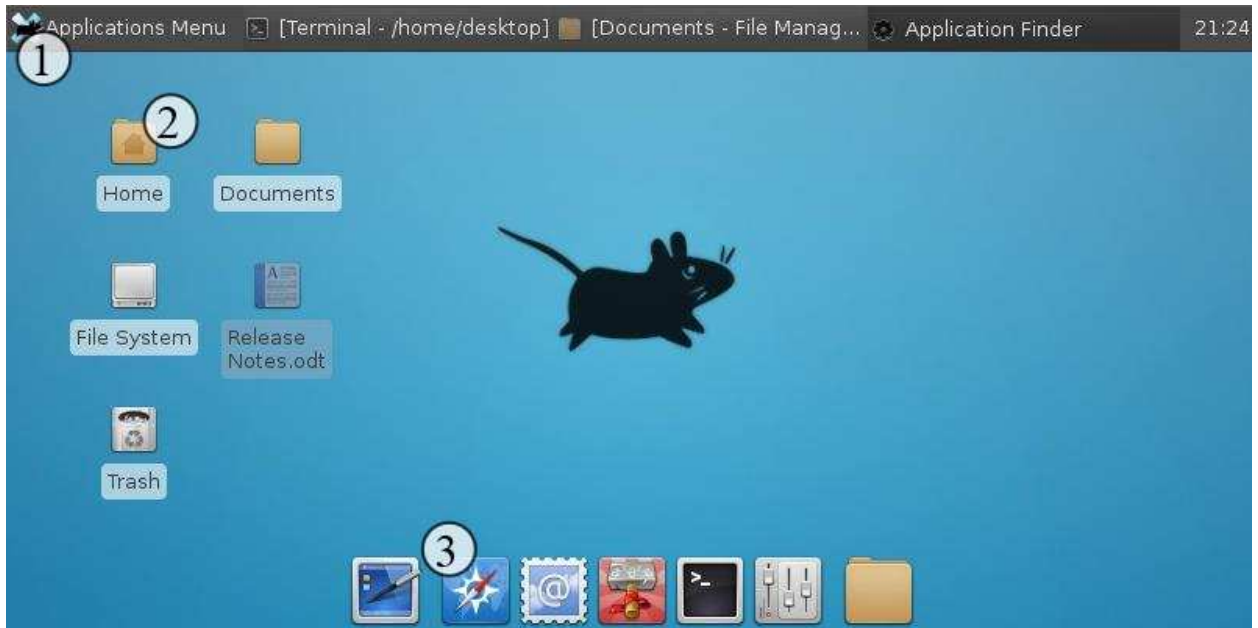 Applications Menu [Terminal - /home/desktop] [Documents - File Manag... Application Finder 21:24
1
2
Home Documents
File System Release
Notes.odt
Trash
3
@
>_